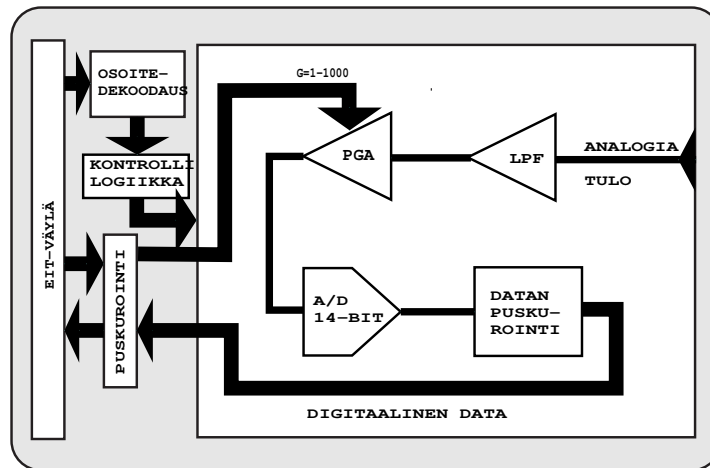 G=1-1000
OSOITE-
DEKOODAUS
KONTROLLI
LOGIIKKA
EIT-VÄYLÄ
PUSKUROINTI
PGA
LPF
ANALOGIA
TULO
A/D
14-BIT
DATAN
PUSKU-
ROINTI
DIGITAALINEN DATA